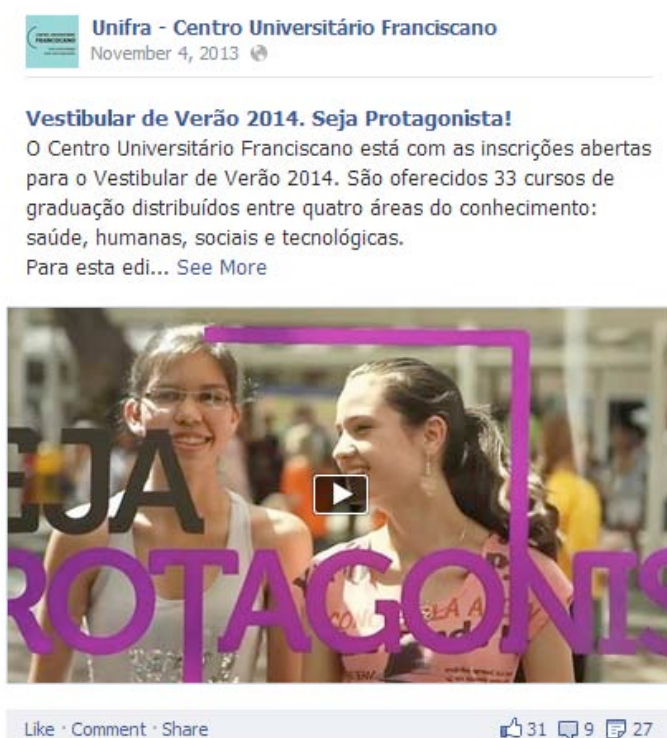 Unifra - Centro Universitário Franciscano
November 4, 2013
Vestibular de Verão 2014. Seja Protagonista!
O Centro Universitário Franciscano está com as inscrições abertas
para o Vestibular de Verão 2014. São oferecidos 33 cursos de
graduação distribuídos entre quatro áreas do conhecimento:
saúde, humanas, sociais e tecnológicas.
Para esta edi... See More
EJA
ROTAGONIS
Like · Comment · Share
31 9 27